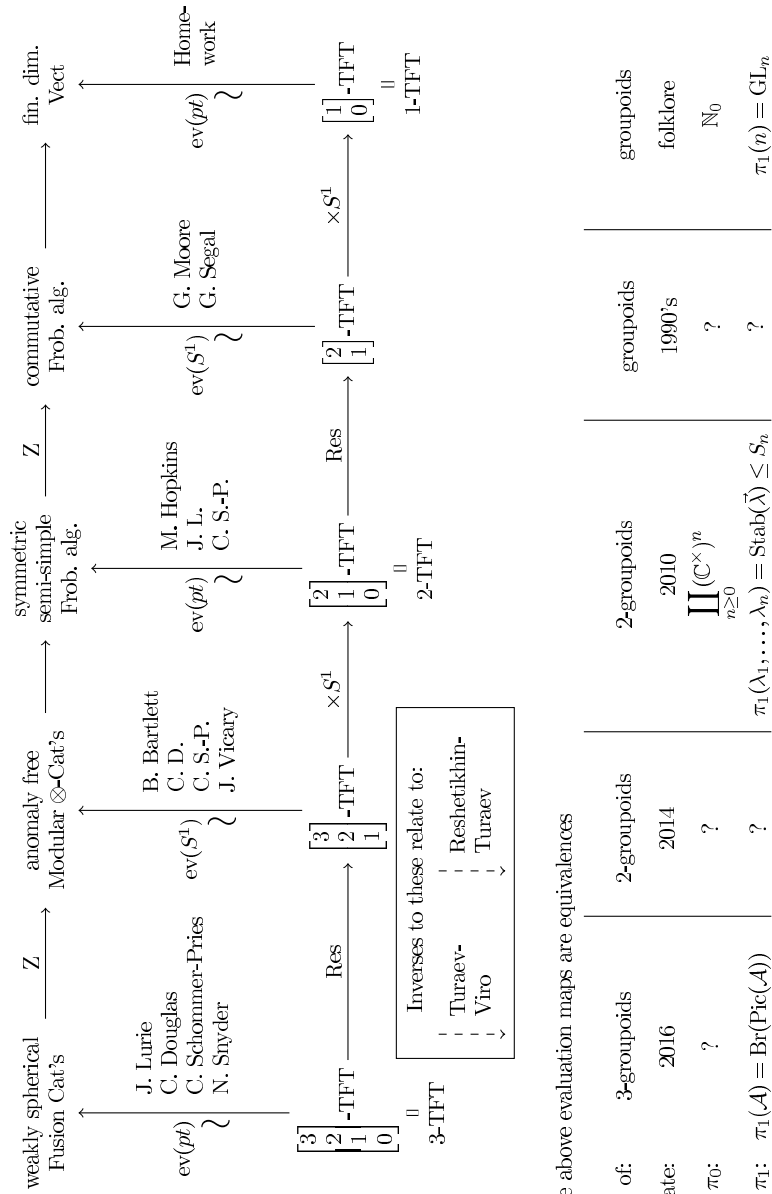 weakly spherical
Fusion Cat's
Z
anomaly free
Modular ⊗-Cat's
symmetric
semi-simple
Frob. alg.
Z
commutative
Frob. alg.
fin. dim.
Vect
ev(pt)
J. Lurie
C. Douglas
C. Schommer-Pries
N. Snyder
ev(S¹)
B. Bartlett
C. D.
C. S.-P.
J. Vicary
ev(pt)
M. Hopkins
J. L.
C. S.-P.
ev(S¹)
G. Moore
G. Segal
ev(pt)
Home-
work
[3 2 1 0]-TFT
Res
[3 2 1]-TFT
×S¹
[2 1 0]-TFT
Res
[2 1]-TFT
×S¹
[1 0]-TFT
=
3-TFT
=
2-TFT
=
1-TFT
Inverses to these relate to:
Turaev-
Viro
Reshetikhin-
Turaev
above evaluation maps are equivalences
of: 3-groupoids 2-groupoids 2-groupoids groupoids groupoids
2016 2014 2010 1990's folklore
π₀: ? ? ∐_{n≥0} (ℂ^×)^n ? ℕ₀
π₁: π₁(𝒜) = Br(Pic(𝒜)) ? π₁(λ₁,…,λₙ) = Stab(λ⃗) ≤ Sₙ ? π₁(n) = GLₙ